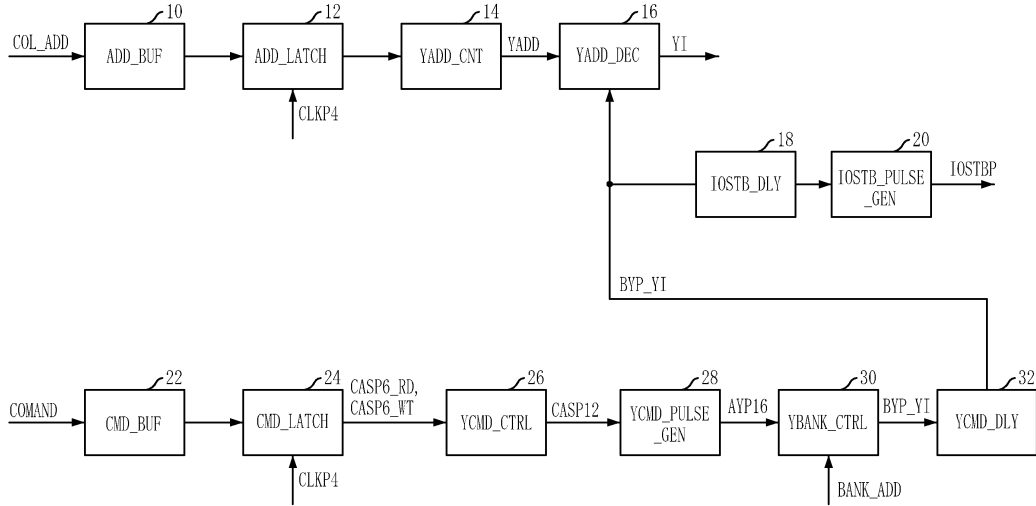 10
12
14
16
COL_ADD
ADD_BUF
ADD_LATCH
YADD_CNT
YADD
YADD_DEC
YI
CLKP4
18
20
IOSTB_DLY
IOSTB_PULSE
_GEN
IOSTBP
BYP_YI
22
24
26
28
30
32
COMAND
CMD_BUF
CMD_LATCH
CASP6_RD,
CASP6_WT
YCMD_CTRL
CASP12
YCMD_PULSE
_GEN
AYP16
YBANK_CTRL
BYP_YI
YCMD_DLY
CLKP4
BANK_ADD